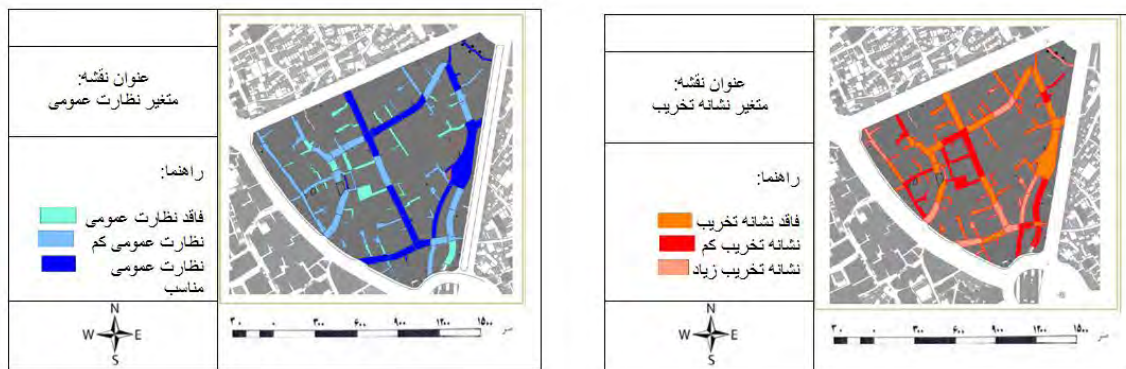 عنوان نقشه:
متغیر نظارت عمومی
راهنما:
فاقد نظارت عمومی
نظارت عمومی کم
نظارت عمومی
مناسب
N
W E
S
۳۰ ۰ ۳۰۰ ۶۰۰ ۹۰۰ ۱۲۰۰ ۱۵۰۰ متر
عنوان نقشه:
متغیر نشانه تخریب
راهنما:
فاقد نشانه تخریب
نشانه تخریب کم
نشانه تخریب زیاد
N
W E
S
۳۰ ۰ ۳۰۰ ۶۰۰ ۹۰۰ ۱۲۰۰ ۱۵۰۰ متر